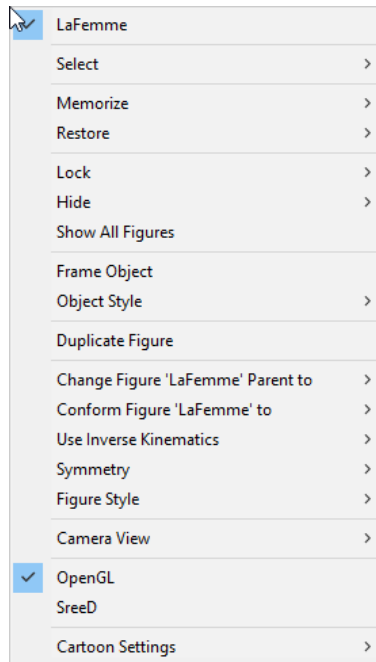 LaFemme
Select
Memorize
Restore
Lock
Hide
Show All Figures
Frame Object
Object Style
Duplicate Figure
Change Figure 'LaFemme' Parent to
Conform Figure 'LaFemme' to
Use Inverse Kinematics
Symmetry
Figure Style
Camera View
OpenGL
SreeD
Cartoon Settings